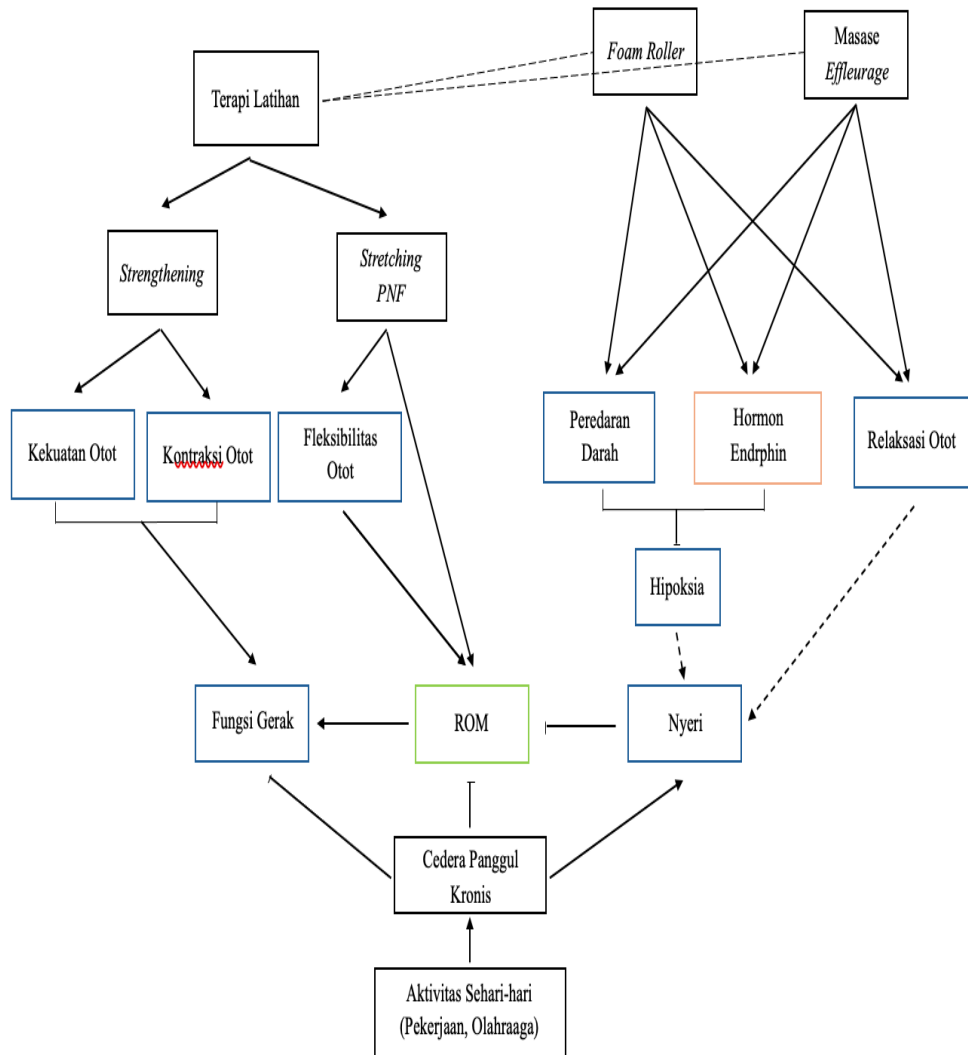 Foam Roller
Masase
Effleurage
Terapi Latihan
Strengthening
Stretching
PNF
Kekuatan Otot
Kontraksi Otot
Fleksibilitas
Otot
Peredaran
Darah
Hormon
Endrphin
Relaksasi Otot
Hipoksia
Fungsi Gerak
ROM
Nyeri
Cedera Panggul
Kronis
Aktivitas Sehari-hari
(Pekerjaan, Olahraaga)